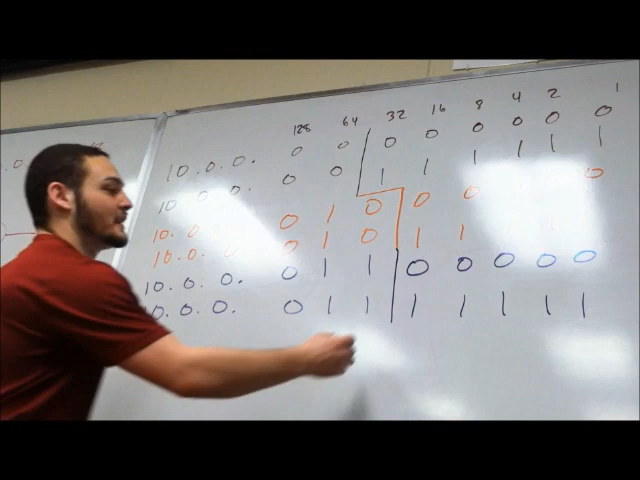 128 64 32 16 8 4 2 1
10.0.0. 0 0 0 0 0 0 0 0
10.0.0. 0 0 1 1 1 1 1 1
10.0 0 1 0 0 0 0
10.0. 0 1 0 1 1
10.0.0. 0 1 1 0 0 0 0 0
0.0.0. 0 1 1 1 1 1 1 1